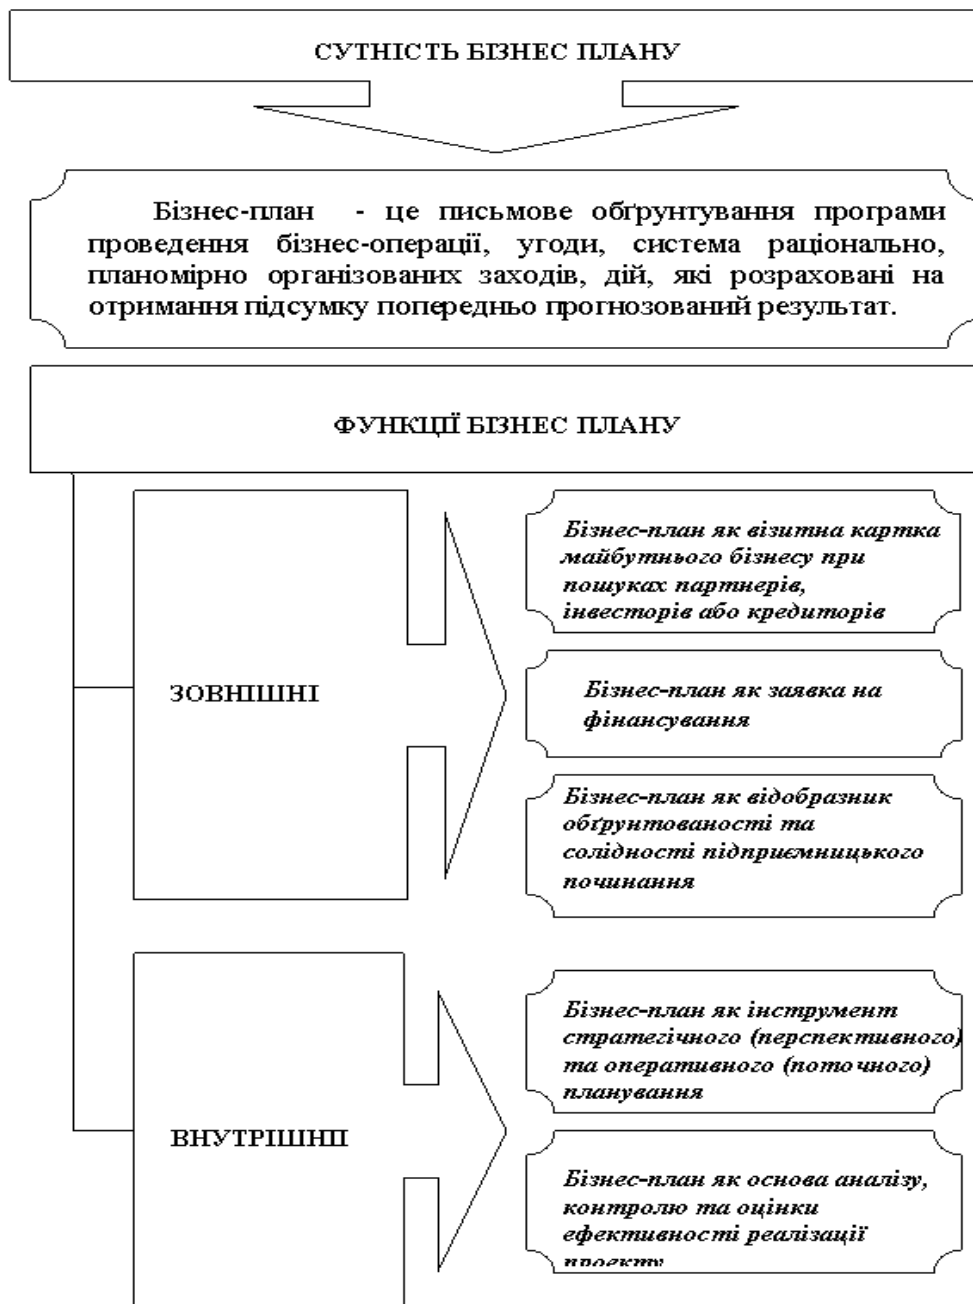 СУТНІСТЬ БІЗНЕС ПЛАНУ
Бізнес-план - це письмове обґрунтування програми
проведення бізнес-операції, угоди, система раціонально,
планомірно організованих заходів, дій, які розраховані на
отримання підсумку попередньо прогнозований результат.
ФУНКЦІЇ БІЗНЕС ПЛАНУ
ЗОВНІШНІ
Бізнес-план як візитна картка
майбутнього бізнесу при
пошуках партнерів,
інвесторів або кредиторів
Бізнес-план як заявка на
фінансування
Бізнес-план як відобразник
обґрунтованості та
солідності підприємницького
починання
ВНУТРІШНІІ
Бізнес-план як інструмент
стратегічного (перспективного)
та оперативного (поточного)
планування
Бізнес-план як основа аналізу,
контролю та оцінки
ефективності реалізації
проекту